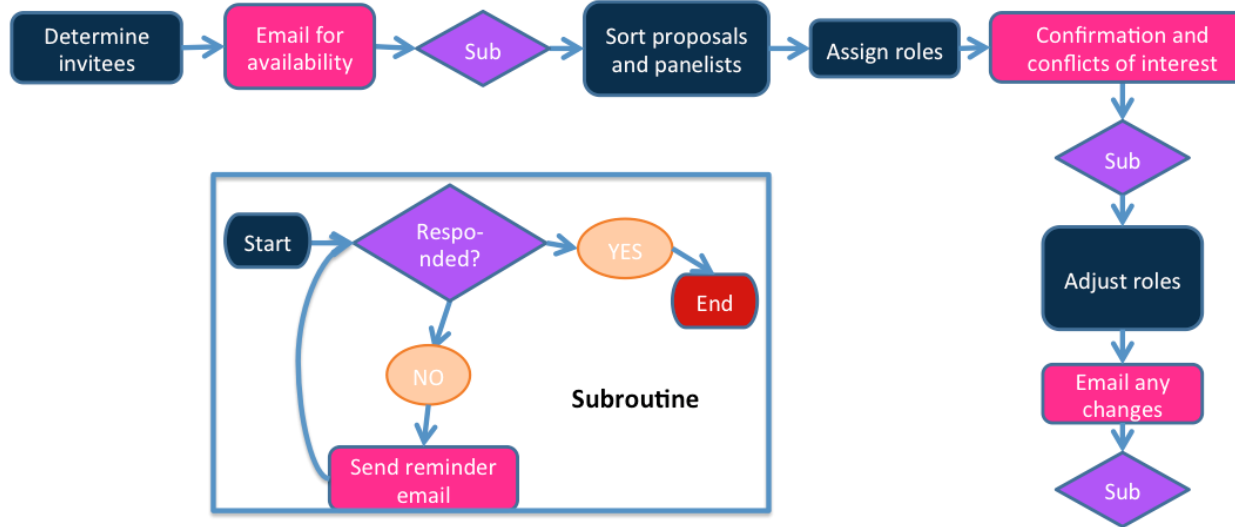 Determine
invitees
Email for
availability
Sub
Sort proposals
and panelists
Assign roles
Confirmation and
conflicts of interest
Sub
Adjust roles
Email any
changes
Sub
Start
Respo-
nded?
YES
End
NO
Subroutine
Send reminder
email